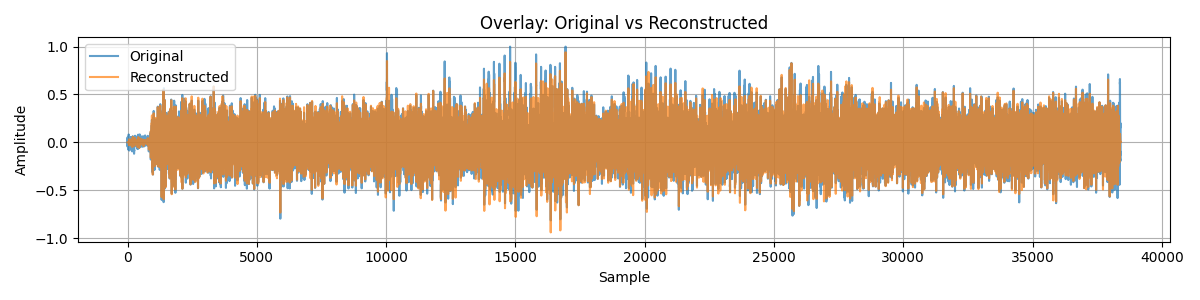 Overlay: Original vs Reconstructed
Original
Reconstructed
Amplitude
1.0
0.5
0.0
−0.5
−1.0
0 5000 10000 15000 20000 25000 30000 35000 40000
Sample